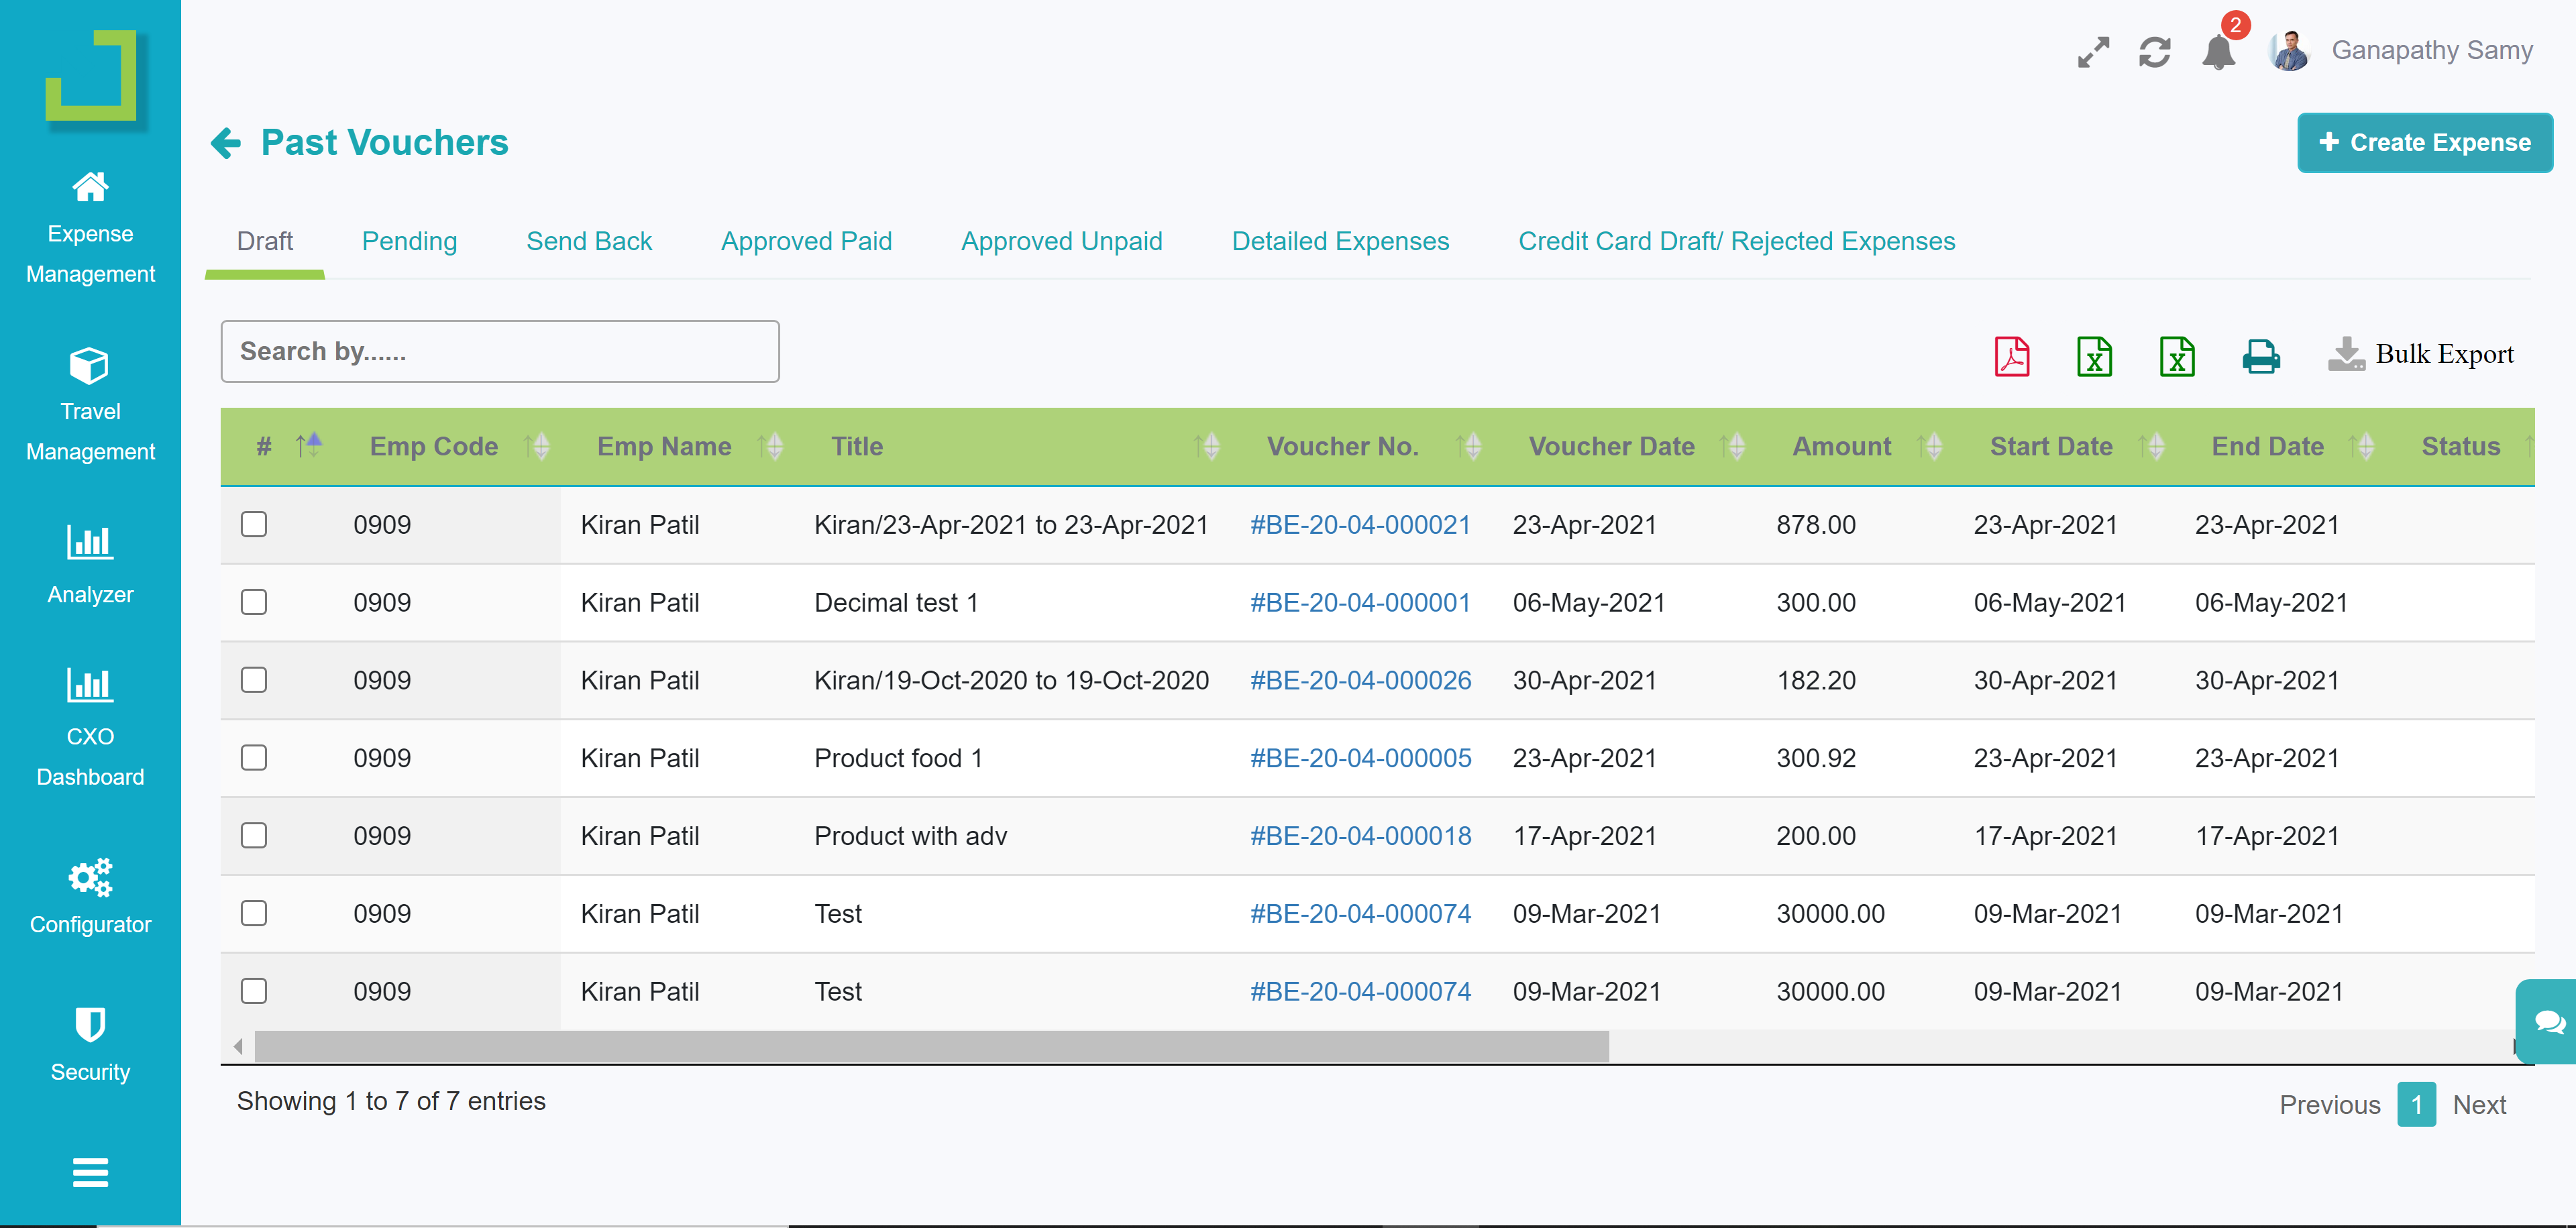 2
Ganapathy Samy
Past Vouchers
Create Expense
Expense
Management
Travel
Management
Analyzer
CXO
Dashboard
Configurator
Security
Draft Pending Send Back Approved Paid Approved Unpaid Detailed Expenses Credit Card Draft/ Rejected Expenses
Search by......
Bulk Export
# Emp Code Emp Name Title Voucher No. Voucher Date Amount Start Date End Date Status
0909 Kiran Patil Kiran/23-Apr-2021 to 23-Apr-2021 #BE-20-04-000021 23-Apr-2021 878.00 23-Apr-2021 23-Apr-2021
0909 Kiran Patil Decimal test 1 #BE-20-04-000001 06-May-2021 300.00 06-May-2021 06-May-2021
0909 Kiran Patil Kiran/19-Oct-2020 to 19-Oct-2020 #BE-20-04-000026 30-Apr-2021 182.20 30-Apr-2021 30-Apr-2021
0909 Kiran Patil Product food 1 #BE-20-04-000005 23-Apr-2021 300.92 23-Apr-2021 23-Apr-2021
0909 Kiran Patil Product with adv #BE-20-04-000018 17-Apr-2021 200.00 17-Apr-2021 17-Apr-2021
0909 Kiran Patil Test #BE-20-04-000074 09-Mar-2021 30000.00 09-Mar-2021 09-Mar-2021
0909 Kiran Patil Test #BE-20-04-000074 09-Mar-2021 30000.00 09-Mar-2021 09-Mar-2021
Showing 1 to 7 of 7 entries
Previous 1 Next